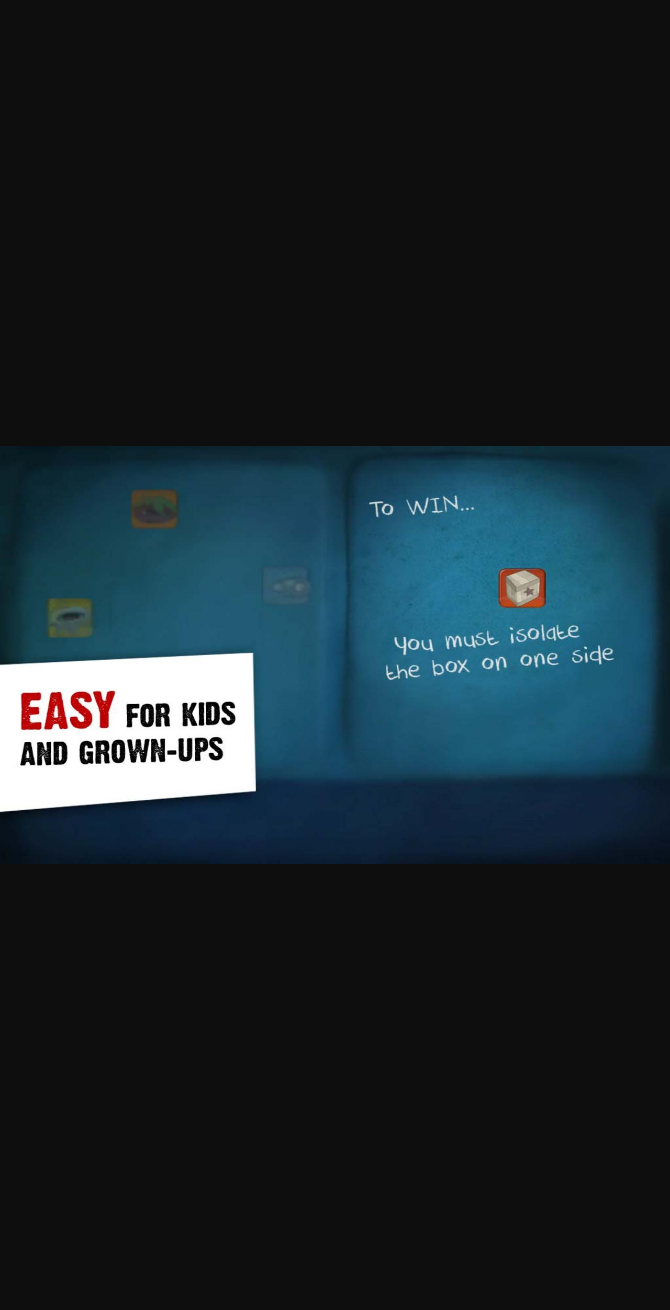 To WIN...
you must isolate
the box on one side
EASY FOR KIDS
AND GROWN-UPS